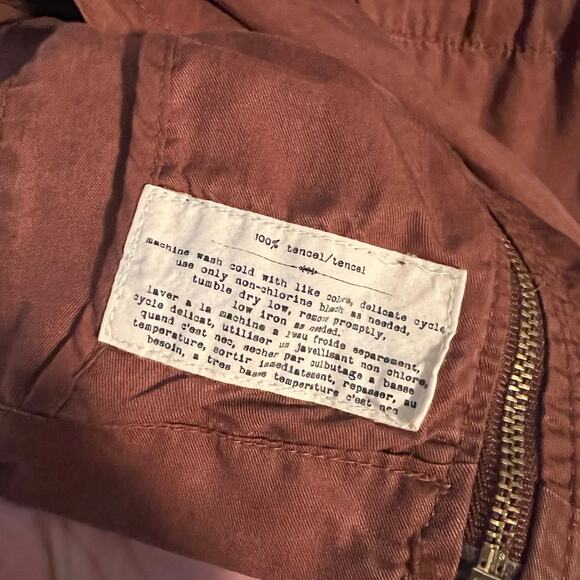 100% tencel/tencal
machine wash cold with like colors, delicate cycle
use only non-chlorine bleach as needed,
tumble dry low, remove promptly,
low iron as needed.
laver a la machine a l'eau froide separement,
cycle delicat, utiliser un javellisant non chlore,
quand c'est nec, secher par culbutage a basse
temperature, sortir immediatement, repasser, au
besoin, a tres basse temperiture c'est nec